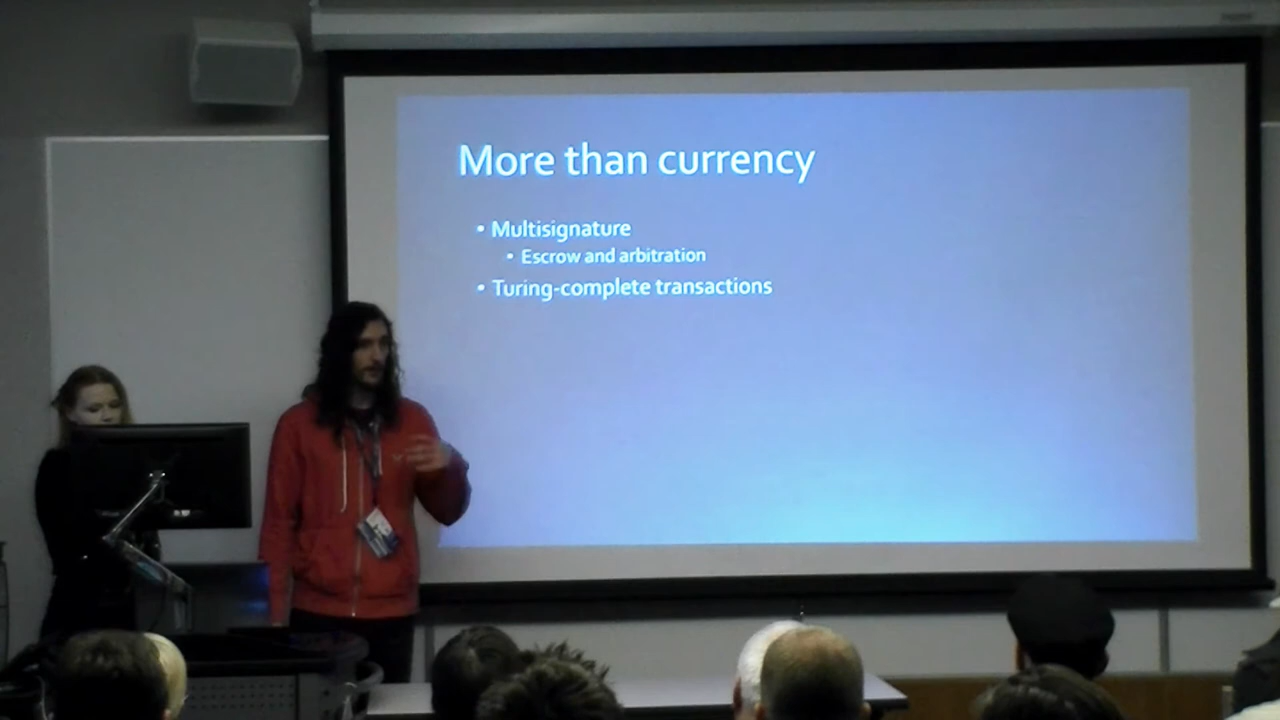 More than currency
• Multisignature
• Escrow and arbitration
• Turing-complete transactions